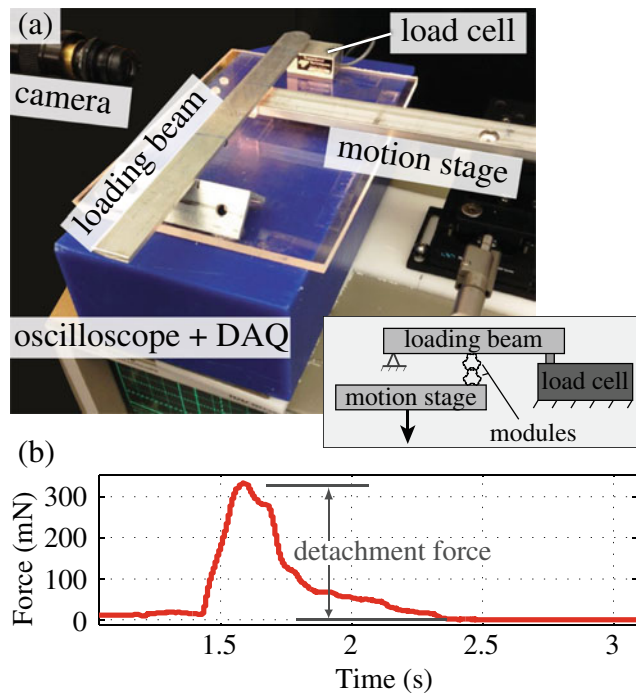 (a)
load cell
camera
loading beam
motion stage
oscilloscope + DAQ
loading beam
load cell
motion stage
modules
(b)
Force (mN)
300
200
100
0
detachment force
1.5
2
2.5
3
Time (s)